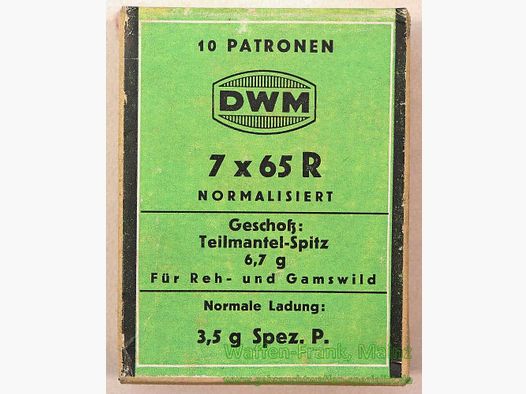 10 PATRONEN
DWM
7 x 65 R
NORMALISIERT
Geschoß:
Teilmantel-Spitz
6,7 g
Für Reh- und Gamswild
Normale Ladung:
3,5 g Spez. P.
Waffen-Frank, Mainz